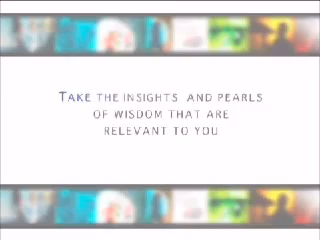 TAKE THE INSIGHTS AND PEARLS
OF WISDOM THAT ARE
RELEVANT TO YOU